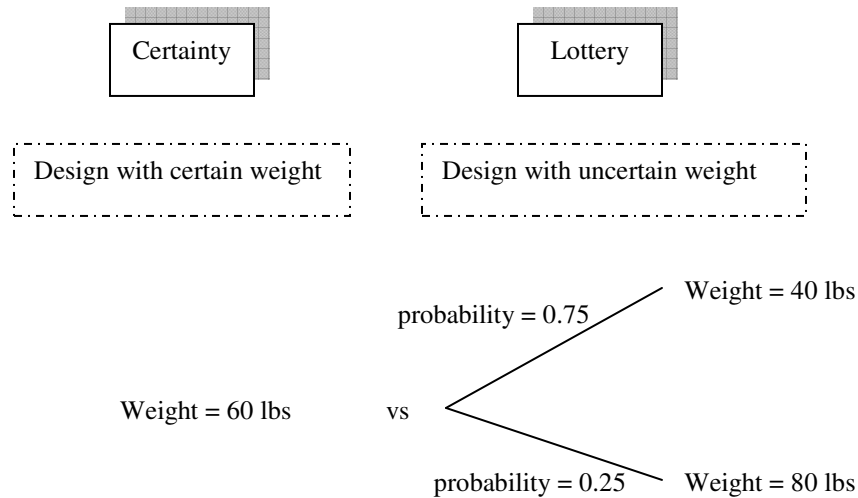 Certainty
Lottery
Design with certain weight
Design with uncertain weight
Weight = 40 lbs
probability = 0.75
Weight = 60 lbs
vs
probability = 0.25
Weight = 80 lbs